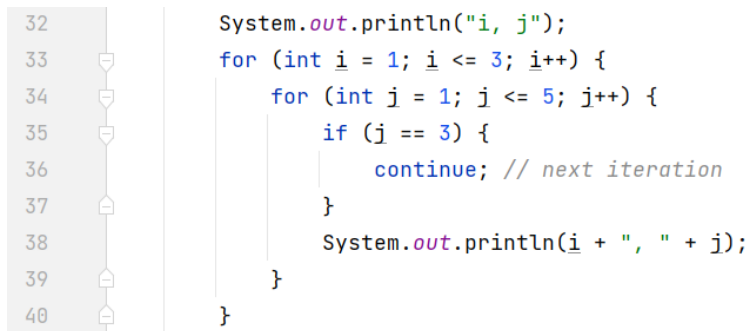 32 System.out.println("i, j");
33 for (int i = 1; i <= 3; i++) {
34 for (int j = 1; j <= 5; j++) {
35 if (j == 3) {
36 continue; // next iteration
37 }
38 System.out.println(i + ", " + j);
39 }
40 }